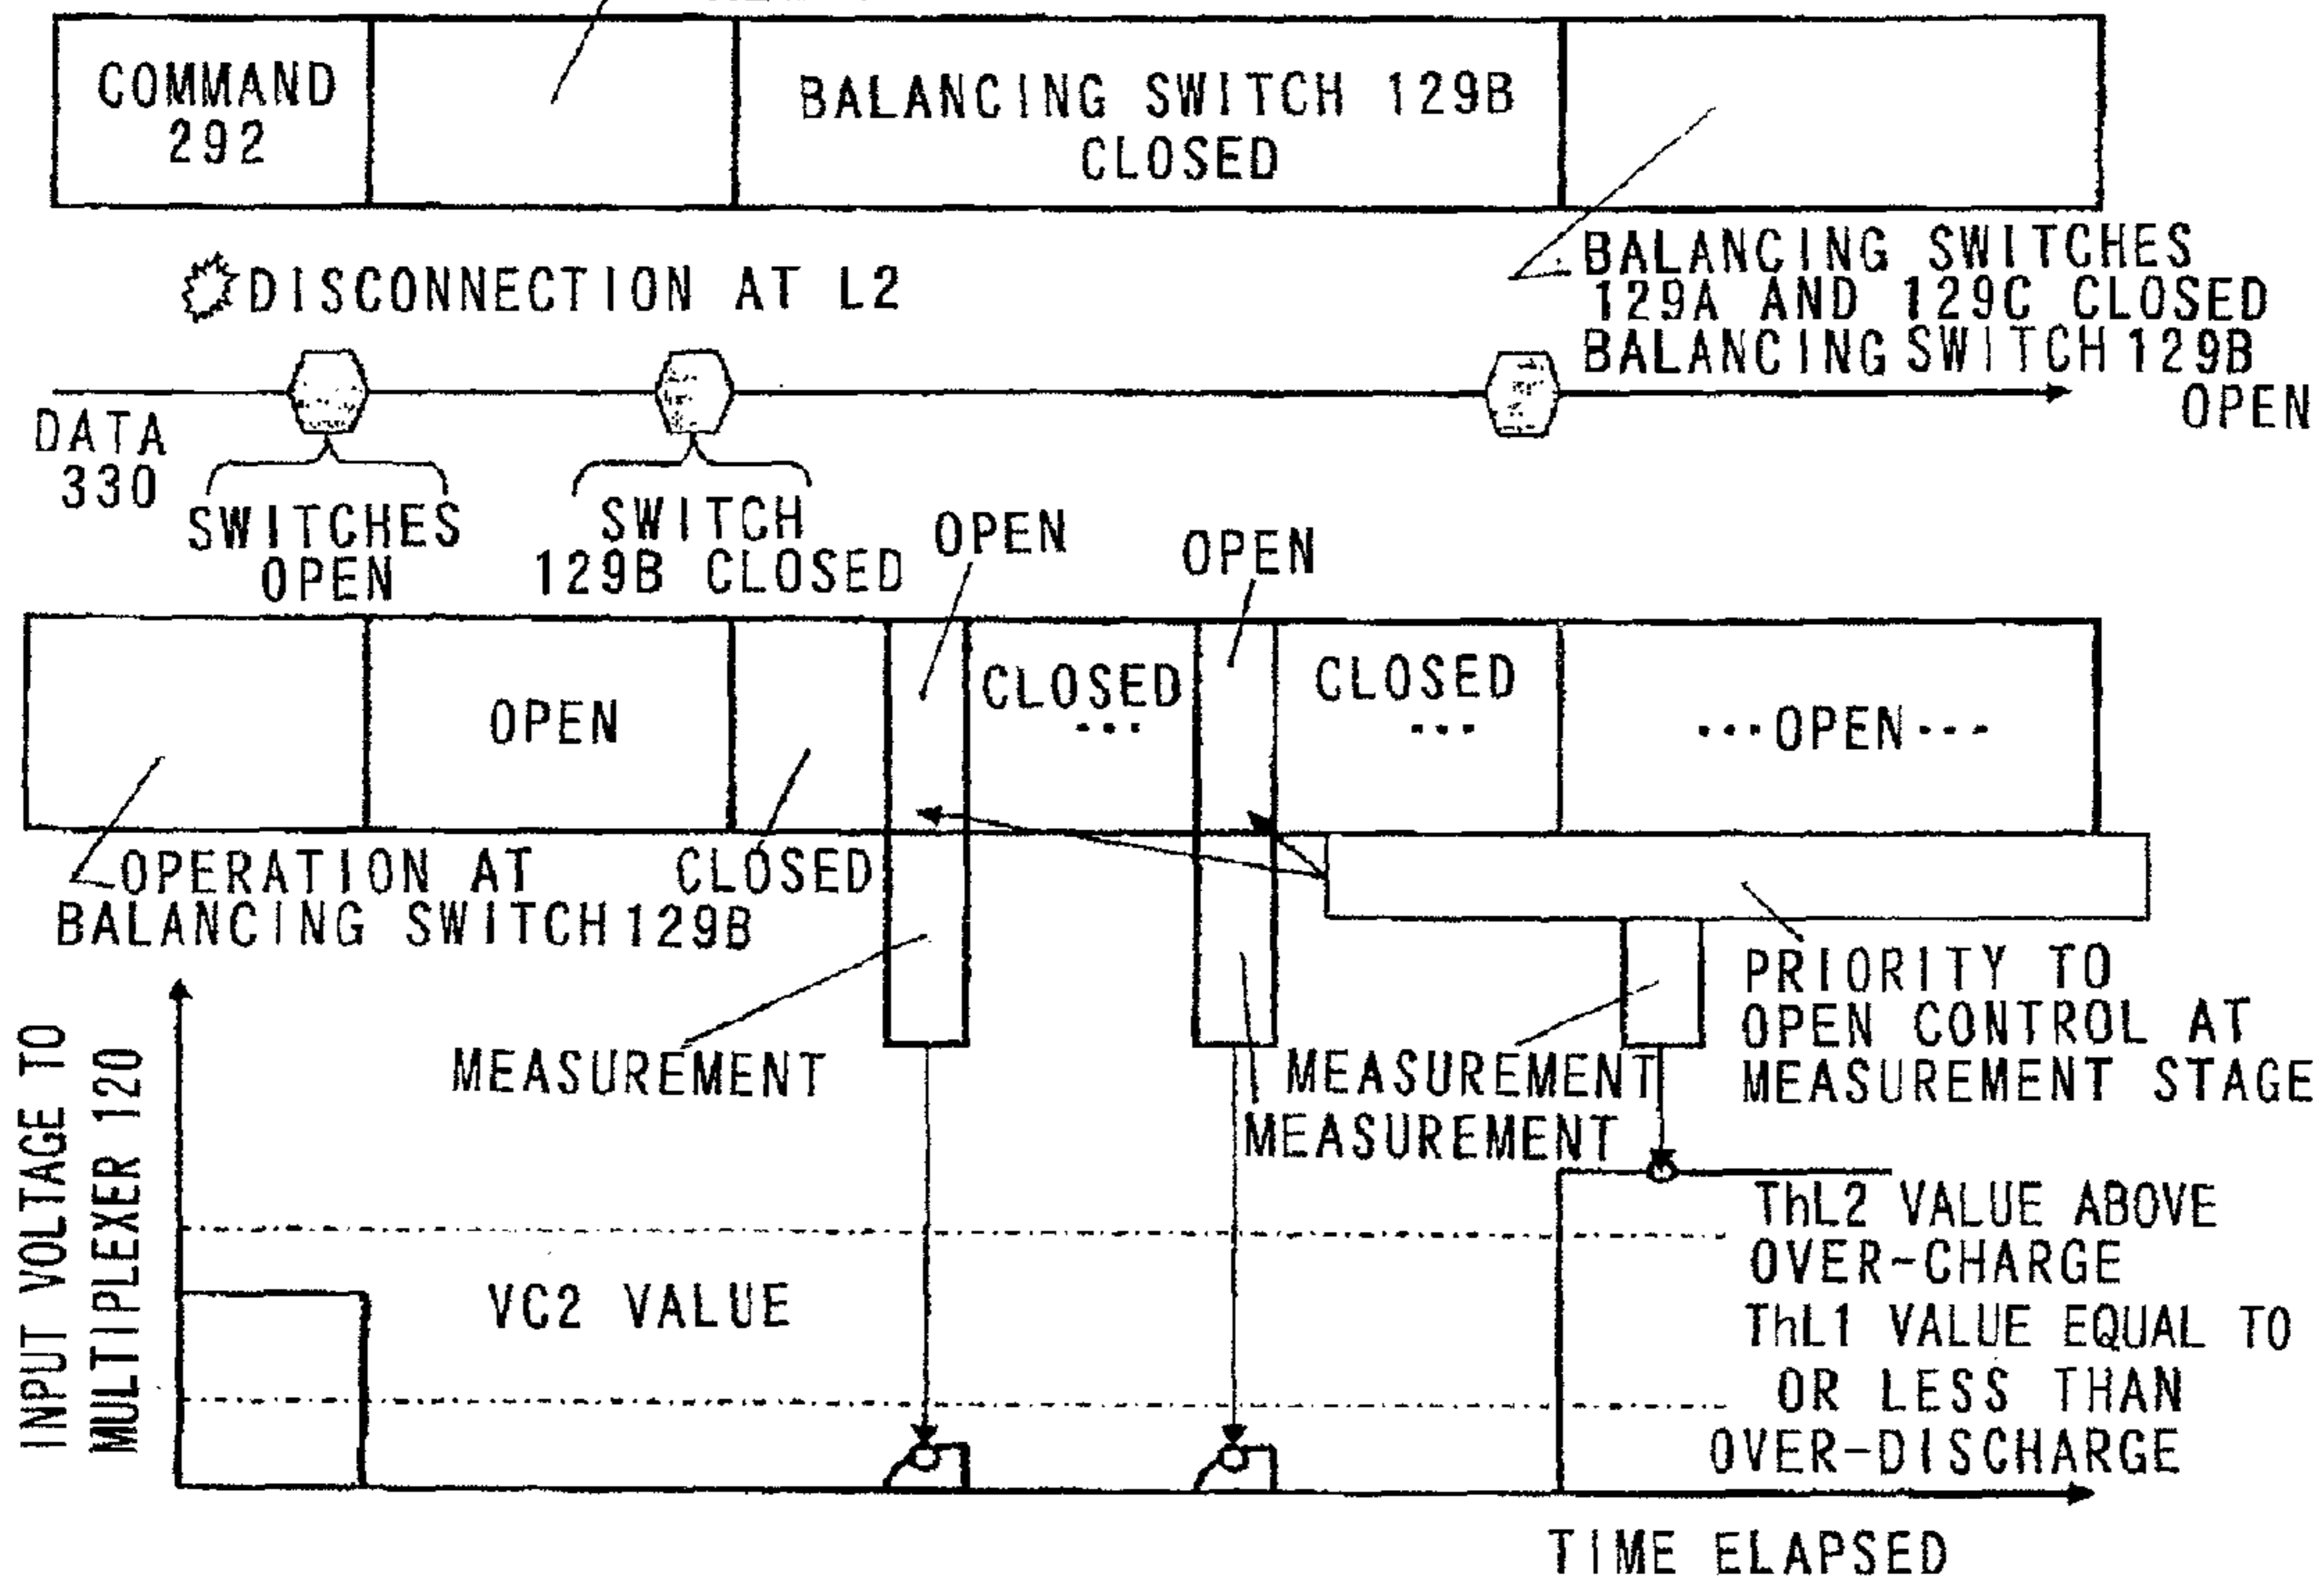 COMMAND
292
BALANCING SWITCH 129B
CLOSED
DISCONNECTION AT L2
BALANCING SWITCHES
129A AND 129C CLOSED
BALANCING SWITCH 129B
OPEN
DATA
330
SWITCHES
OPEN
SWITCH
129B CLOSED
OPEN
OPEN
OPEN
CLOSED
...
CLOSED
...
...OPEN---
OPERATION AT
BALANCING SWITCH 129B
CLOSED
MEASUREMENT
MEASUREMENT
MEASUREMENT
PRIORITY TO
OPEN CONTROL AT
MEASUREMENT STAGE
INPUT VOLTAGE TO
MULTIPLEXER 120
VC2 VALUE
ThL2 VALUE ABOVE
OVER-CHARGE
ThL1 VALUE EQUAL TO
OR LESS THAN
OVER-DISCHARGE
TIME ELAPSED